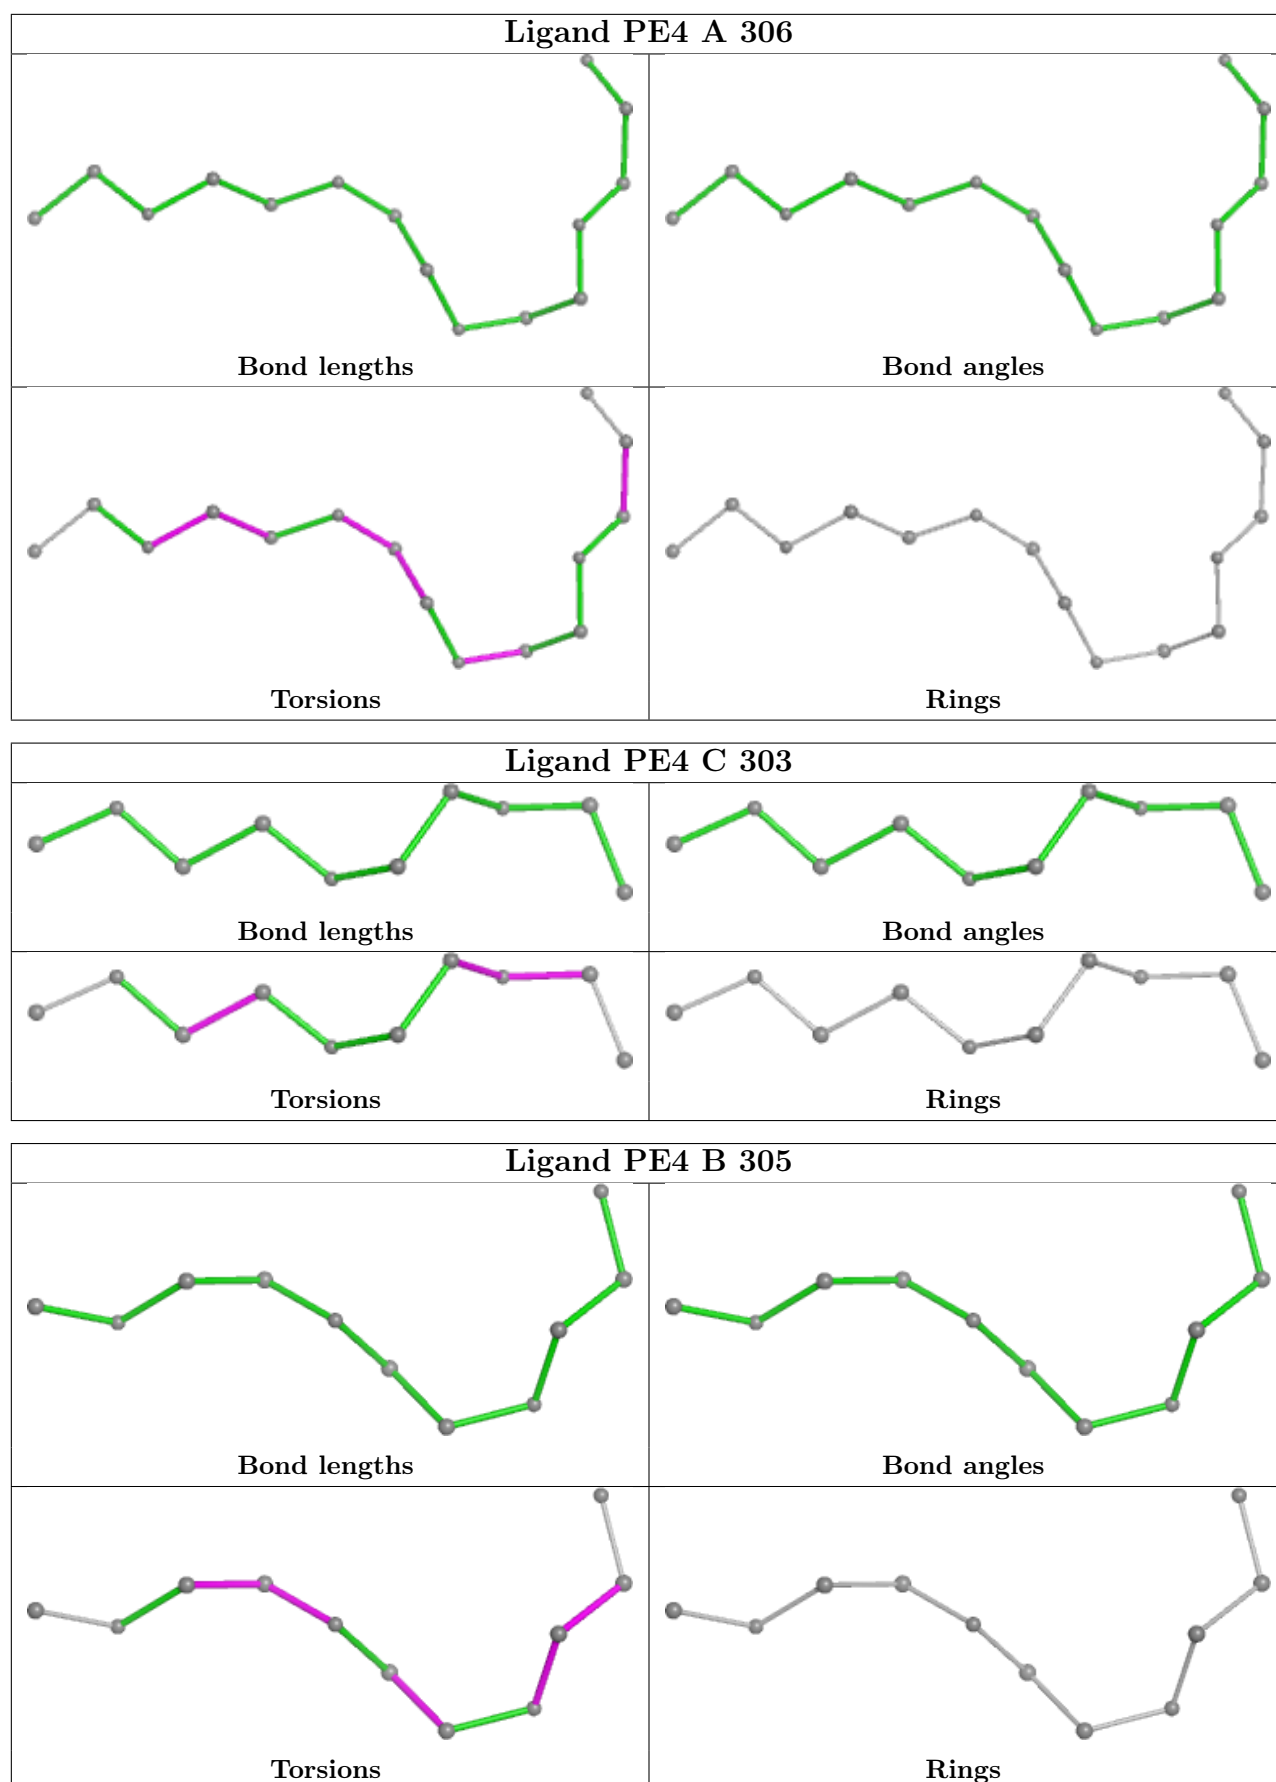 Ligand PE4 A 306
Bond lengths
Bond angles
Torsions
Rings
Ligand PE4 C 303
Bond lengths
Bond angles
Torsions
Rings
Ligand PE4 B 305
Bond lengths
Bond angles
Torsions
Rings